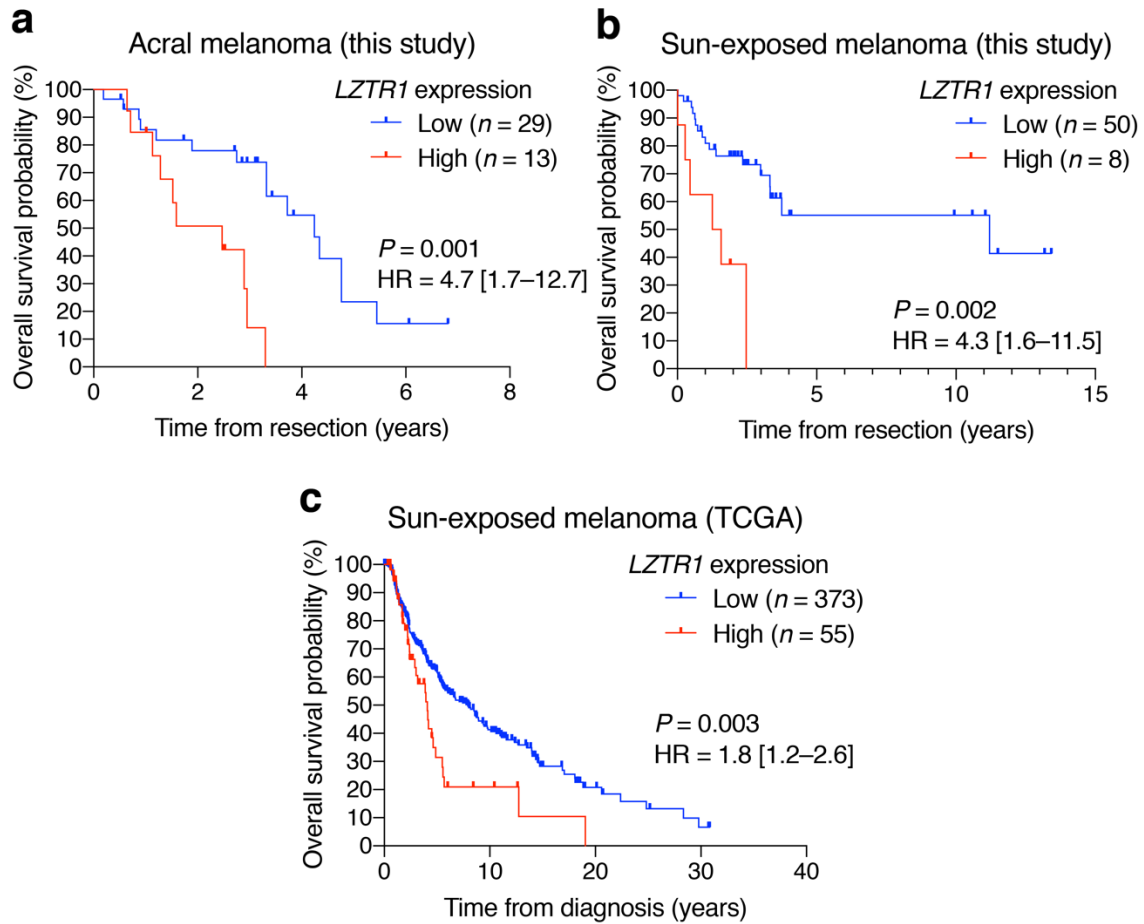 a
Acral melanoma (this study)
Overall survival probability (%)
100
90
80
70
60
50
40
30
20
10
0
0 2 4 6 8
Time from resection (years)
LZTR1 expression
Low (n = 29)
High (n = 13)
P = 0.001
HR = 4.7 [1.7–12.7]
b
Sun-exposed melanoma (this study)
Overall survival probability (%)
100
90
80
70
60
50
40
30
20
10
0
0 5 10 15
Time from resection (years)
LZTR1 expression
Low (n = 50)
High (n = 8)
P = 0.002
HR = 4.3 [1.6–11.5]
c
Sun-exposed melanoma (TCGA)
Overall survival probability (%)
100
90
80
70
60
50
40
30
20
10
0
0 10 20 30 40
Time from diagnosis (years)
LZTR1 expression
Low (n = 373)
High (n = 55)
P = 0.003
HR = 1.8 [1.2–2.6]